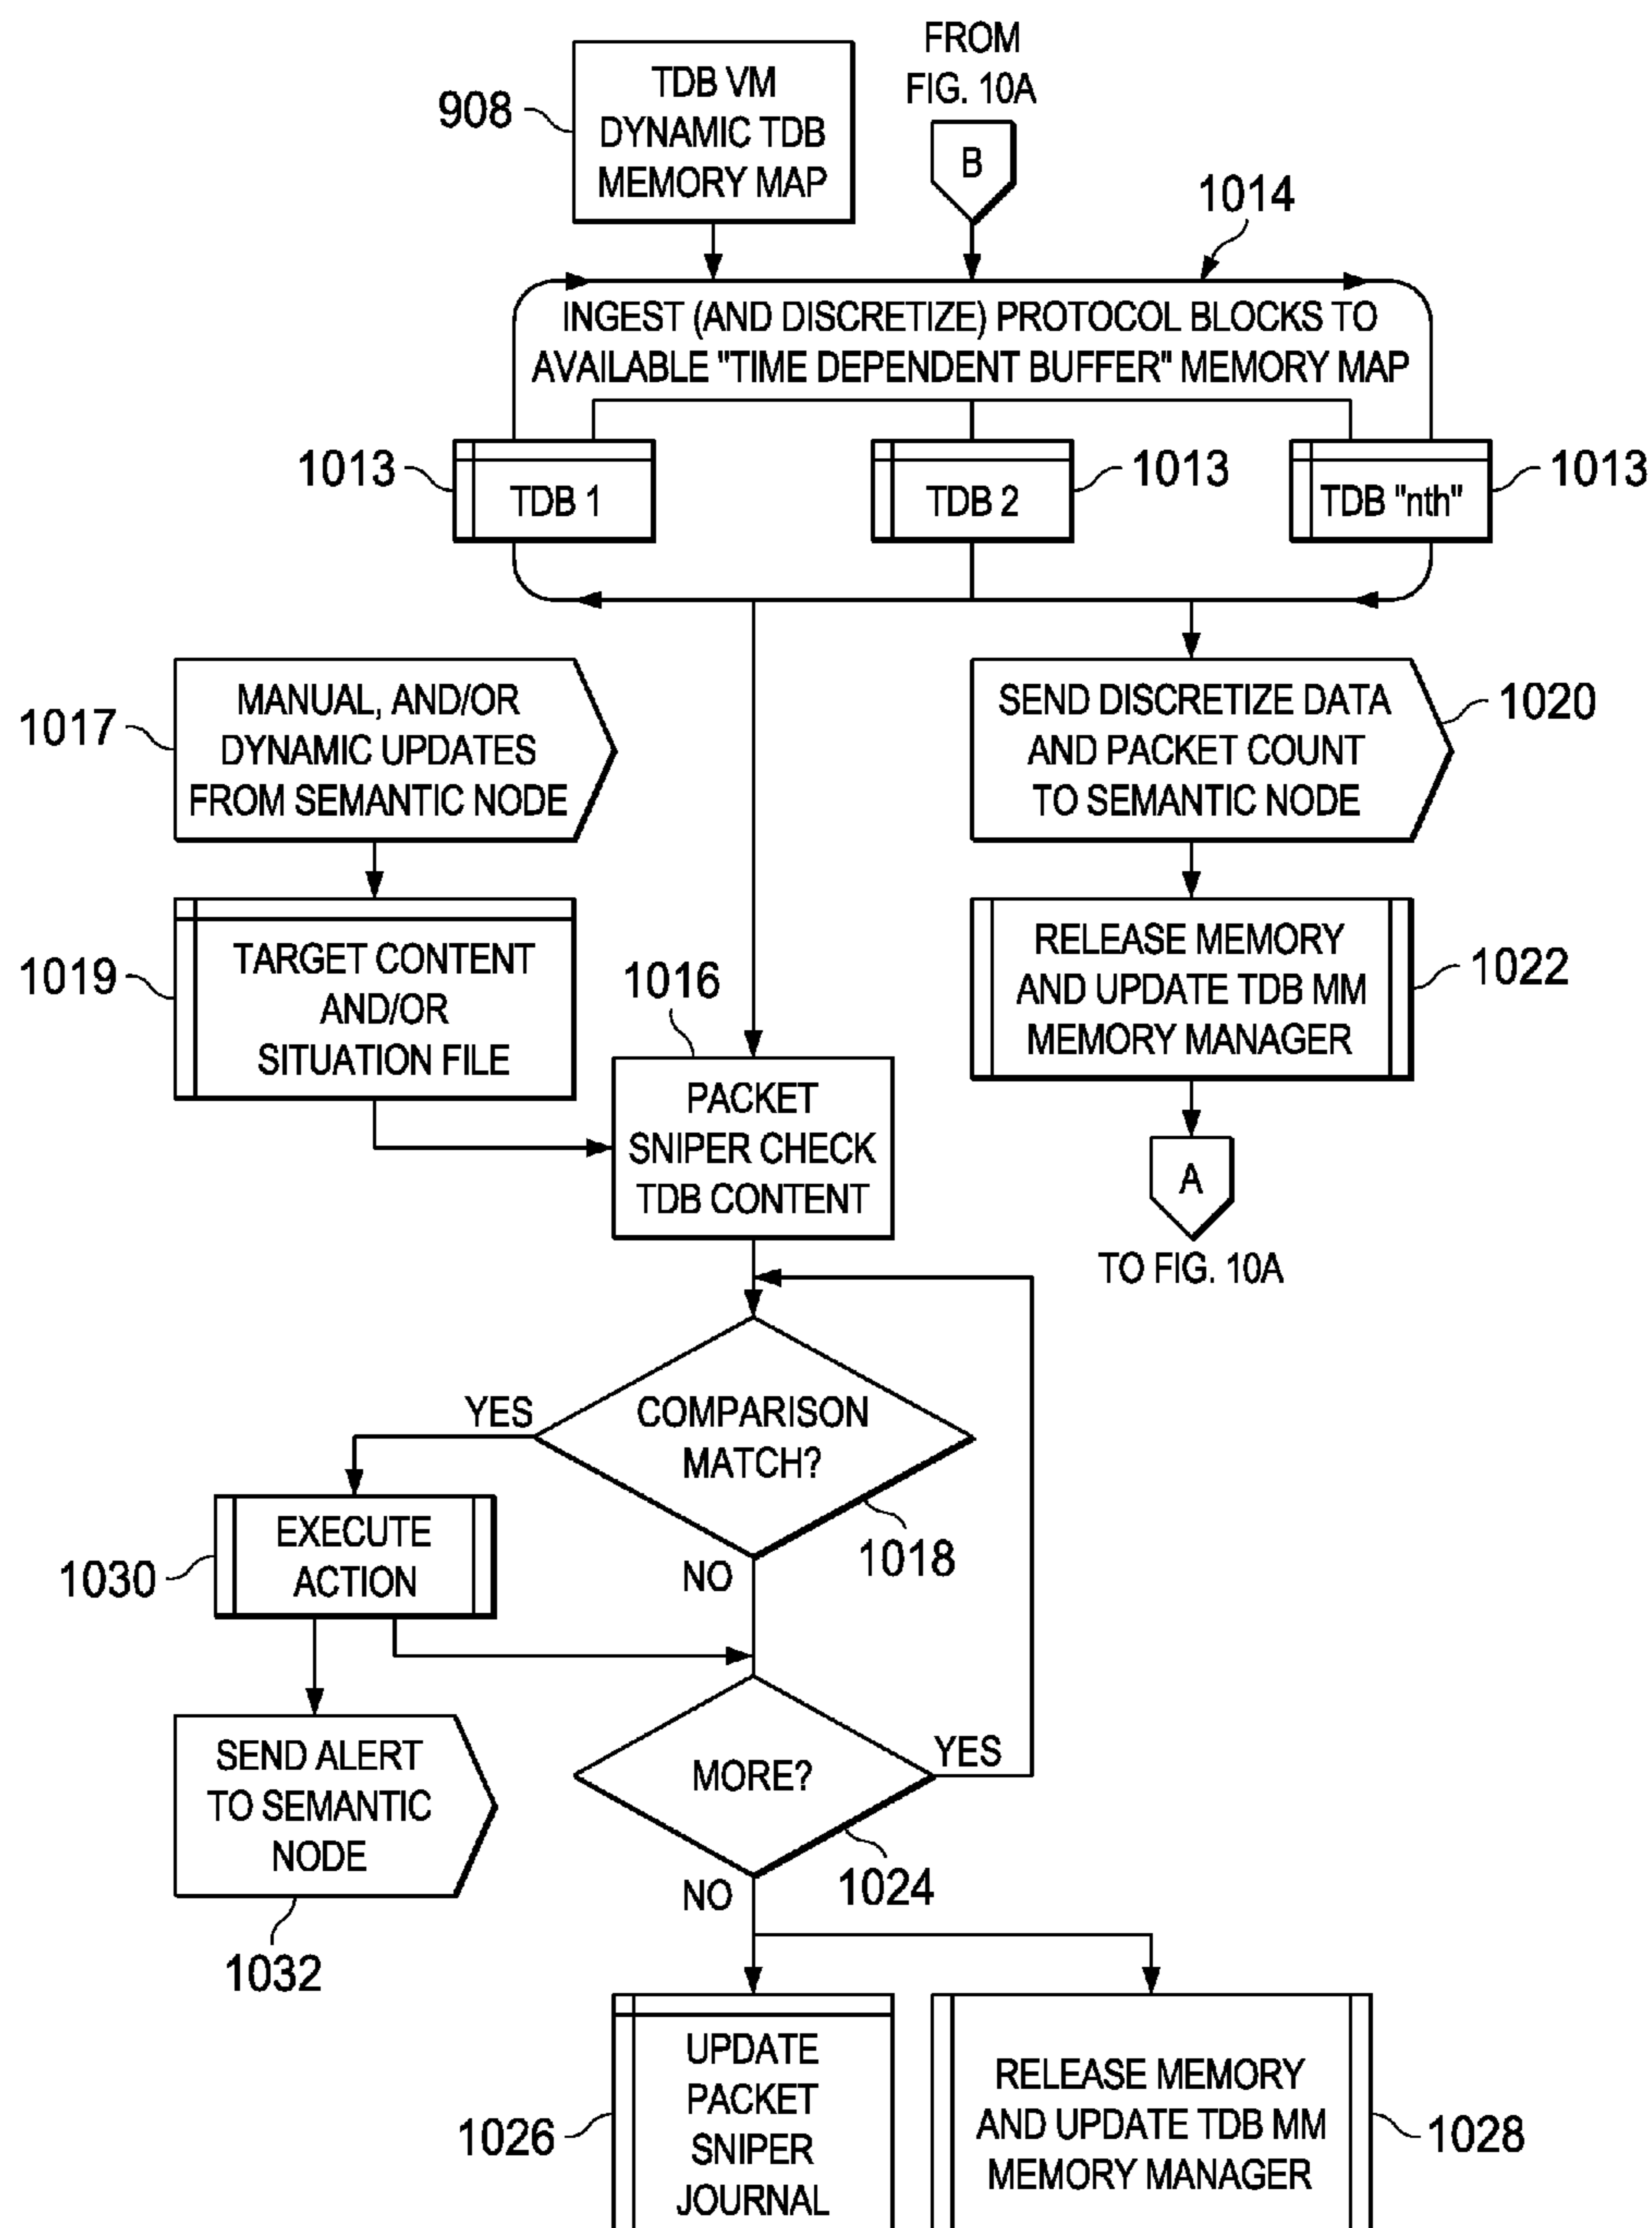 FROM
FIG. 10A
TDB VM
DYNAMIC TDB
MEMORY MAP
908
B
1014
INGEST (AND DISCRETIZE) PROTOCOL BLOCKS TO
AVAILABLE "TIME DEPENDENT BUFFER" MEMORY MAP
1013
TDB 1
TDB 2
1013
TDB "nth"
1013
1017
MANUAL, AND/OR
DYNAMIC UPDATES
FROM SEMANTIC NODE
SEND DISCRETIZE DATA
AND PACKET COUNT
TO SEMANTIC NODE
1020
1019
TARGET CONTENT
AND/OR
SITUATION FILE
1016
RELEASE MEMORY
AND UPDATE TDB MM
MEMORY MANAGER
1022
PACKET
SNIPER CHECK
TDB CONTENT
A
TO FIG. 10A
YES
COMPARISON
MATCH?
1018
NO
1030
EXECUTE
ACTION
SEND ALERT
TO SEMANTIC
NODE
1032
MORE?
YES
1024
NO
1026
UPDATE
PACKET
SNIPER
JOURNAL
RELEASE MEMORY
AND UPDATE TDB MM
MEMORY MANAGER
1028